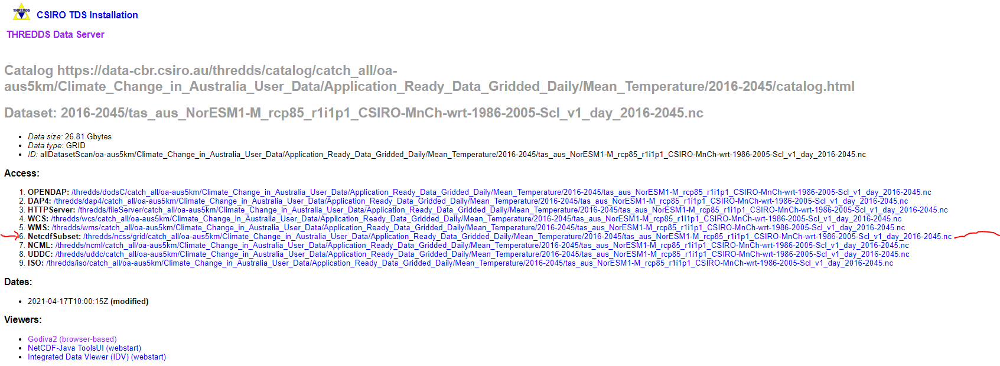 THREDDS
CSIRO TDS Installation
THREDDS Data Server
Catalog https://data-cbr.csiro.au/thredds/catalog/catch_all/oa-
aus5km/Climate_Change_in_Australia_User_Data/Application_Ready_Data_Gridded_Daily/Mean_Temperature/2016-2045/catalog.html
Dataset: 2016-2045/tas_aus_NorESM1-M_rcp85_r1i1p1_CSIRO-MnCh-wrt-1986-2005-Scl_v1_day_2016-2045.nc
• Data size: 26.81 Gbytes
• Data type: GRID
• ID: allDatasetScan/oa-aus5km/Climate_Change_in_Australia_User_Data/Application_Ready_Data_Gridded_Daily/Mean_Temperature/2016-2045/tas_aus_NorESM1-M_rcp85_r1i1p1_CSIRO-MnCh-wrt-1986-2005-Scl_v1_day_2016-2045.nc
Access:
1. OPENDAP: /thredds/dodsC/catch_all/oa-aus5km/Climate_Change_in_Australia_User_Data/Application_Ready_Data_Gridded_Daily/Mean_Temperature/2016-2045/tas_aus_NorESM1-M_rcp85_r1i1p1_CSIRO-MnCh-wrt-1986-2005-Scl_v1_day_2016-2045.nc
2. DAP4: /thredds/dap4/catch_all/oa-aus5km/Climate_Change_in_Australia_User_Data/Application_Ready_Data_Gridded_Daily/Mean_Temperature/2016-2045/tas_aus_NorESM1-M_rcp85_r1i1p1_CSIRO-MnCh-wrt-1986-2005-Scl_v1_day_2016-2045.nc
3. HTTPServer: /thredds/fileServer/catch_all/oa-aus5km/Climate_Change_in_Australia_User_Data/Application_Ready_Data_Gridded_Daily/Mean_Temperature/2016-2045/tas_aus_NorESM1-M_rcp85_r1i1p1_CSIRO-MnCh-wrt-1986-2005-Scl_v1_day_2016-2045.nc
4. WCS: /thredds/wcs/catch_all/oa-aus5km/Climate_Change_in_Australia_User_Data/Application_Ready_Data_Gridded_Daily/Mean_Temperature/2016-2045/tas_aus_NorESM1-M_rcp85_r1i1p1_CSIRO-MnCh-wrt-1986-2005-Scl_v1_day_2016-2045.nc
5. WMS: /thredds/wms/catch_all/oa-aus5km/Climate_Change_in_Australia_User_Data/Application_Ready_Data_Gridded_Daily/Mean_Temperature/2016-2045/tas_aus_NorESM1-M_rcp85_r1i1p1_CSIRO-MnCh-wrt-1986-2005-Scl_v1_day_2016-2045.nc
6. NetcdfSubset: /thredds/ncss/grid/catch_all/oa-aus5km/Climate_Change_in_Australia_User_Data/Application_Ready_Data_Gridded_Daily/Mean_Temperature/2016-2045/tas_aus_NorESM1-M_rcp85_r1i1p1_CSIRO-MnCh-wrt-1986-2005-Scl_v1_day_2016-2045.nc
7. NCML: /thredds/ncml/catch_all/oa-aus5km/Climate_Change_in_Australia_User_Data/Application_Ready_Data_Gridded_Daily/Mean_Temperature/2016-2045/tas_aus_NorESM1-M_rcp85_r1i1p1_CSIRO-MnCh-wrt-1986-2005-Scl_v1_day_2016-2045.nc
8. UDDC: /thredds/uddc/catch_all/oa-aus5km/Climate_Change_in_Australia_User_Data/Application_Ready_Data_Gridded_Daily/Mean_Temperature/2016-2045/tas_aus_NorESM1-M_rcp85_r1i1p1_CSIRO-MnCh-wrt-1986-2005-Scl_v1_day_2016-2045.nc
9. ISO: /thredds/iso/catch_all/oa-aus5km/Climate_Change_in_Australia_User_Data/Application_Ready_Data_Gridded_Daily/Mean_Temperature/2016-2045/tas_aus_NorESM1-M_rcp85_r1i1p1_CSIRO-MnCh-wrt-1986-2005-Scl_v1_day_2016-2045.nc
Dates:
• 2021-04-17T10:00:15Z (modified)
Viewers:
• Godiva2 (browser-based)
• NetCDF-Java ToolsUI (webstart)
• Integrated Data Viewer (IDV) (webstart)